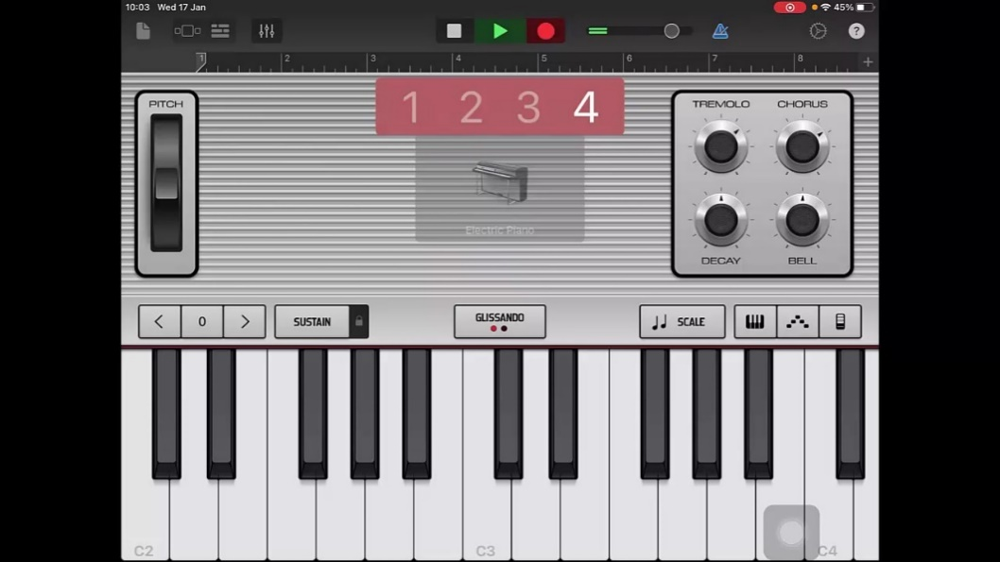 10:03 Wed 17 Jan
45%
?
1 2 3 4 5 6 7 8 +
1 2 3 4
PITCH
TREMOLO CHORUS
Electric Piano
DECAY BELL
< 0 > SUSTAIN GLISSANDO SCALE
C2 C3 C4